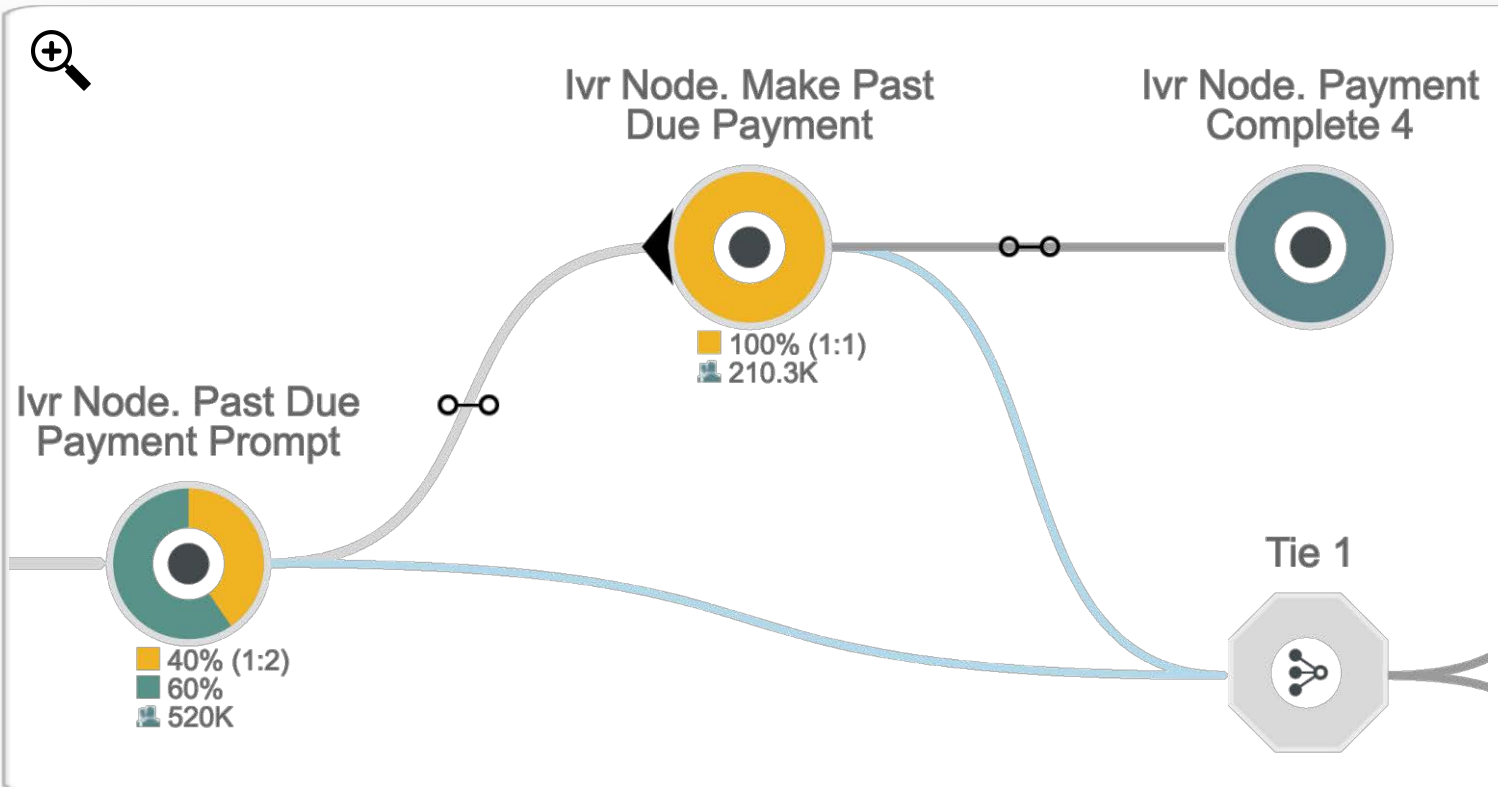 Ivr Node. Make Past
Due Payment
Ivr Node. Payment
Complete 4
100% (1:1)
210.3K
Ivr Node. Past Due
Payment Prompt
40% (1:2)
60%
520K
Tie 1